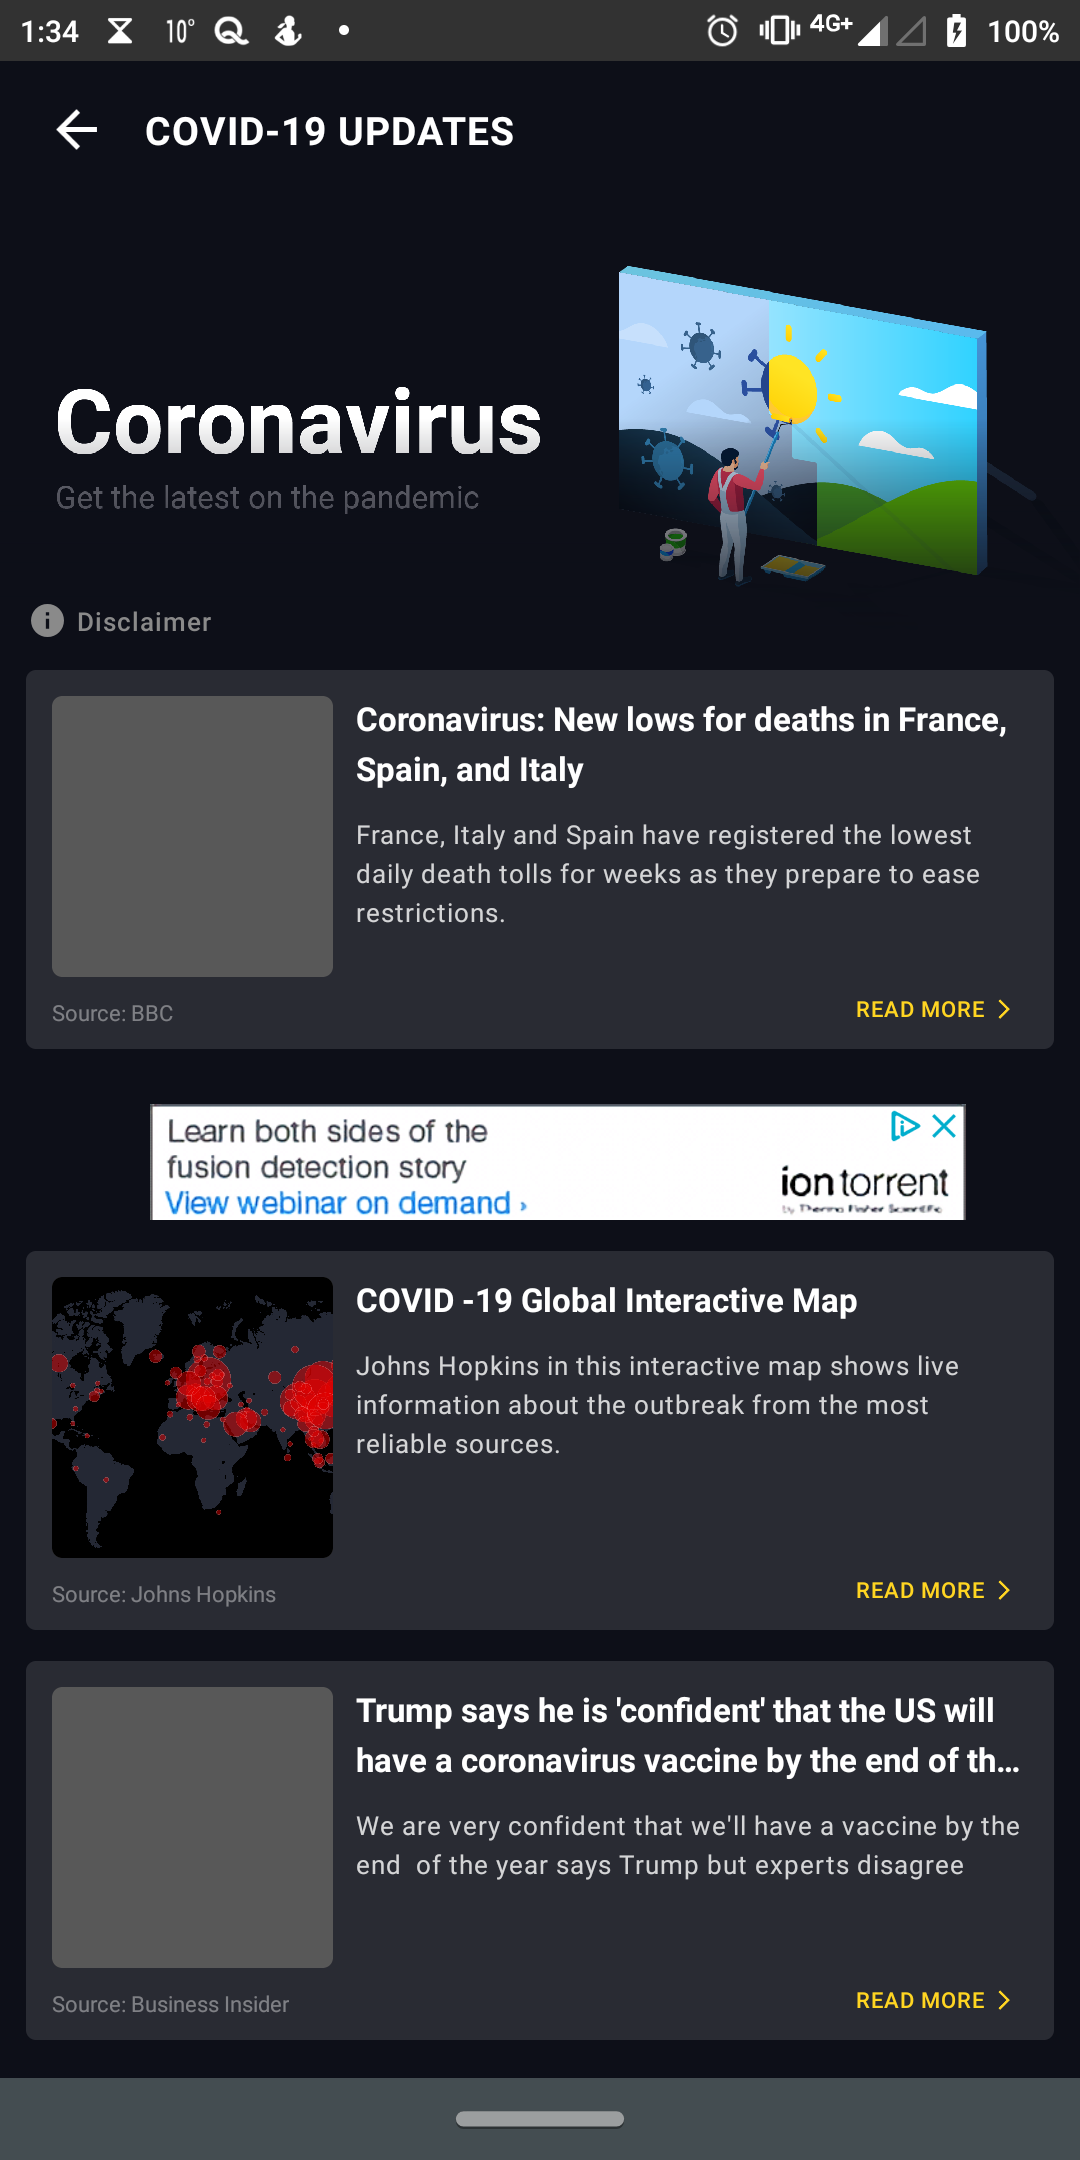 1:34 10° 4G+ 100%
COVID-19 UPDATES
Coronavirus
Get the latest on the pandemic
Disclaimer
Coronavirus: New lows for deaths in France,
Spain, and Italy
France, Italy and Spain have registered the lowest
daily death tolls for weeks as they prepare to ease
restrictions.
Source: BBC
READ MORE
Learn both sides of the
fusion detection story
View webinar on demand ›
ion torrent
by Thermo Fisher Scientific
COVID -19 Global Interactive Map
Johns Hopkins in this interactive map shows live
information about the outbreak from the most
reliable sources.
Source: Johns Hopkins
READ MORE
Trump says he is 'confident' that the US will
have a coronavirus vaccine by the end of th...
We are very confident that we'll have a vaccine by the
end  of the year says Trump but experts disagree
Source: Business Insider
READ MORE